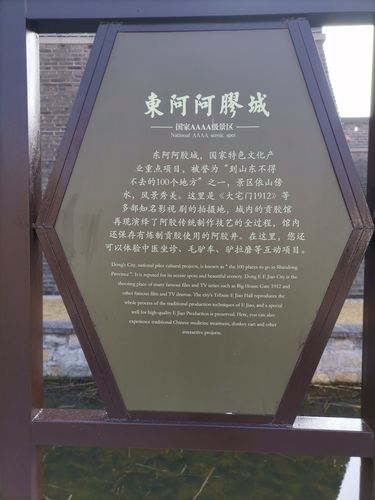 東阿阿膠城
国家AAAA级景区
National AAAA scenic spot
东阿阿胶城，国家特色文化产
业重点项目，被誉为“到山东不得
不去的100个地方”之一，景区依山傍
水，风景秀美。这里是《大宅门1912》等
多部知名影视剧的拍摄地，城内的贡胶馆
再现演绎了阿胶传统制作技艺的全过程，馆内
还保存有炼制贡胶使用的阿胶井。在这里，您还
可以体验中医坐诊、毛驴车、驴拉磨等互动项目。
Dong'E City, national pilot cultural projects, is known as " the 100 places to go in Shandong
Province ". It is reputed for its scenic spots and beautiful scenery. Dong E E Jiao City is the
shooting place of many famous film and TV series such as Big House Gate 1912 and
other famous film and TV dramas. The city's Tribute E Jiao Hall reproduces the
whole process of the traditional production techniques of E Jiao, and a special
well for high-quality E Jiao Production is preserved. Here, you can also
experience traditional Chinese medicine treatment, donkey cart and other
interactive projects.